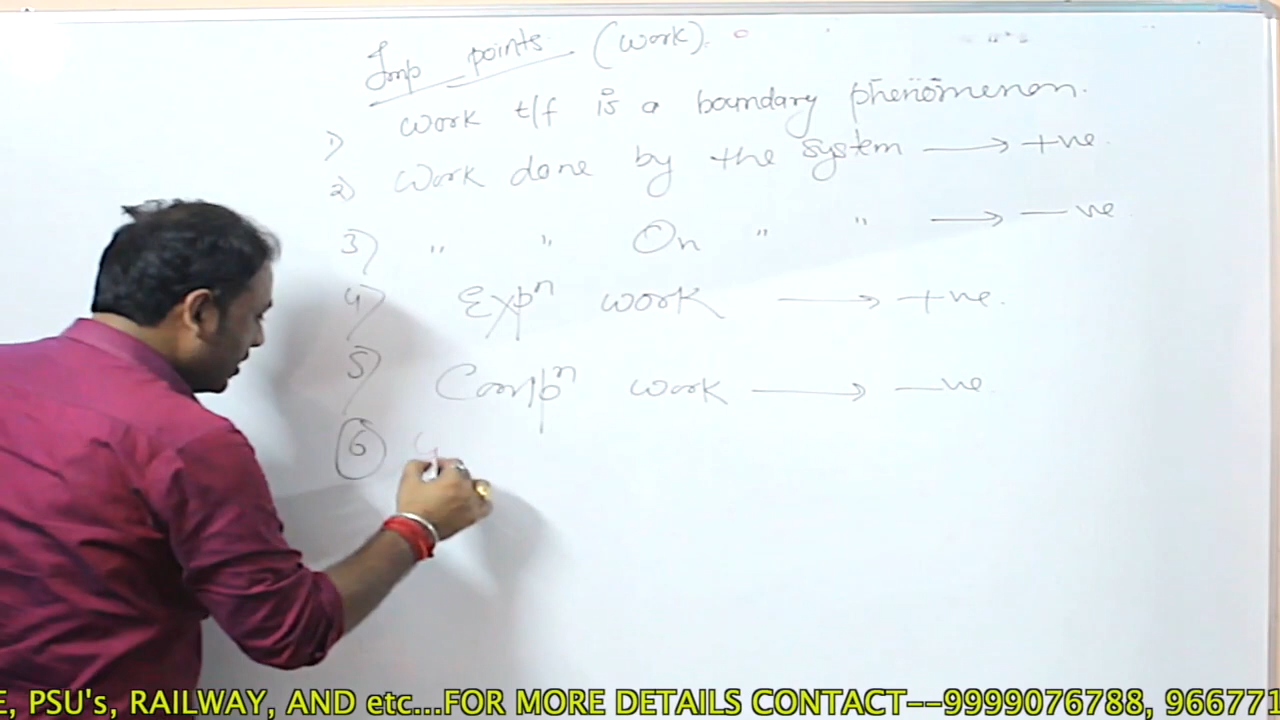 Imp points (work).
1) work t/f is a boundary phenomenon.
2) Work done by the system → +ve
3) " " On " " → -ve
4) Expⁿ work → +ve.
5) Compⁿ work → -ve
6
E, PSU's, RAILWAY, AND etc...FOR MORE DETAILS CONTACT--9999076788, 966771